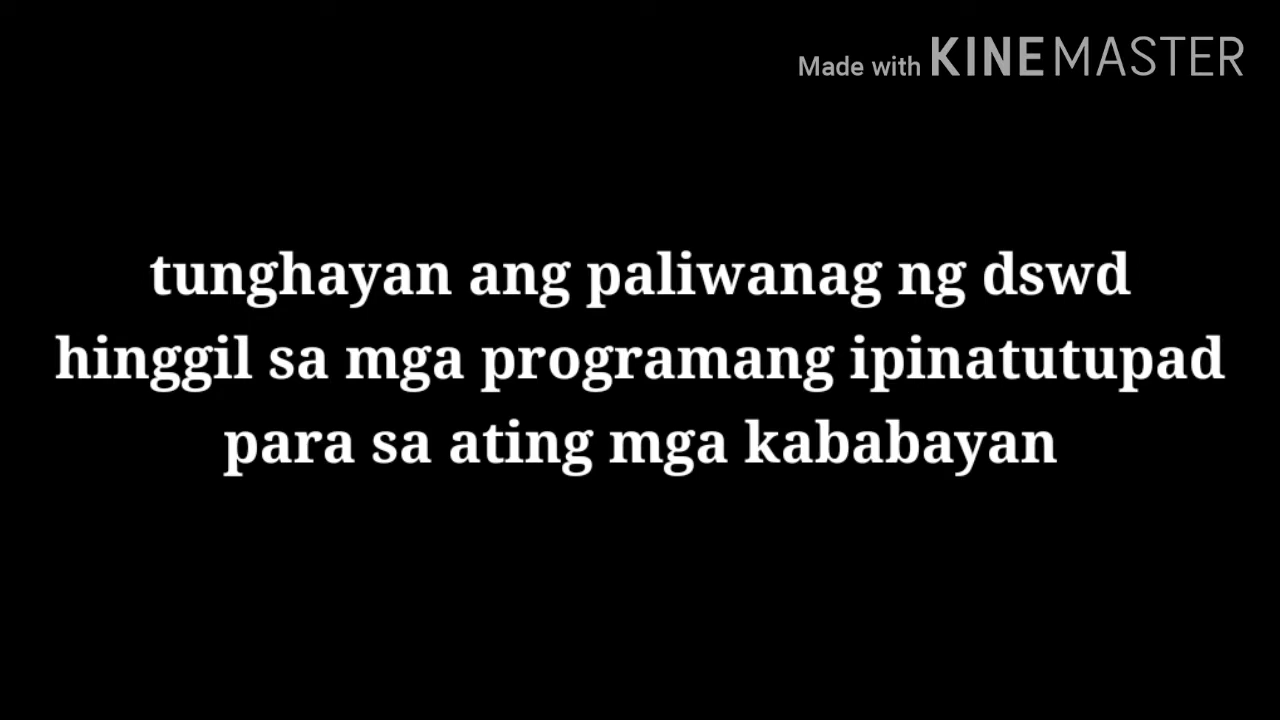 Made with KINEMASTER
tunghayan ang paliwanag ng dswd
hinggil sa mga programang ipinatutupad
para sa ating mga kababayan